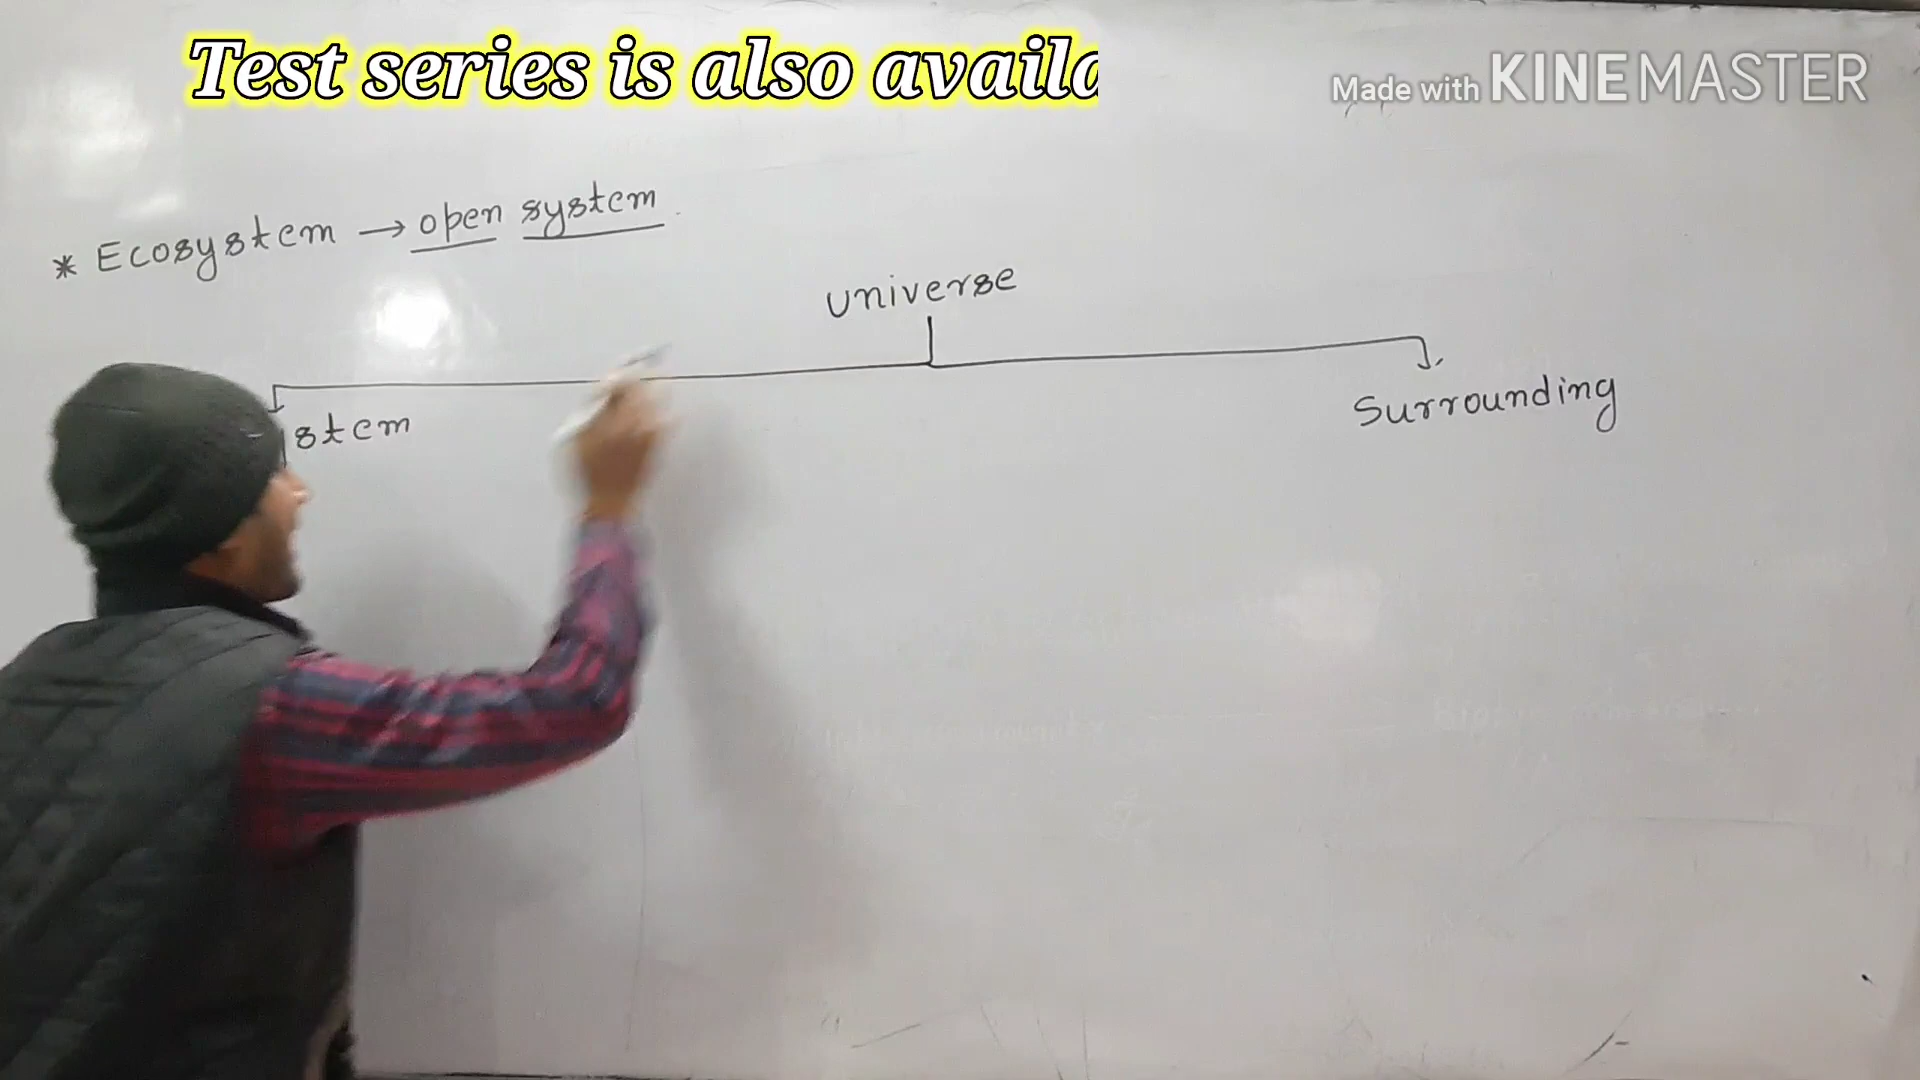 Test series is also availa
Made with KINEMASTER
* Ecosystem → open system
universe
stem
Surrounding